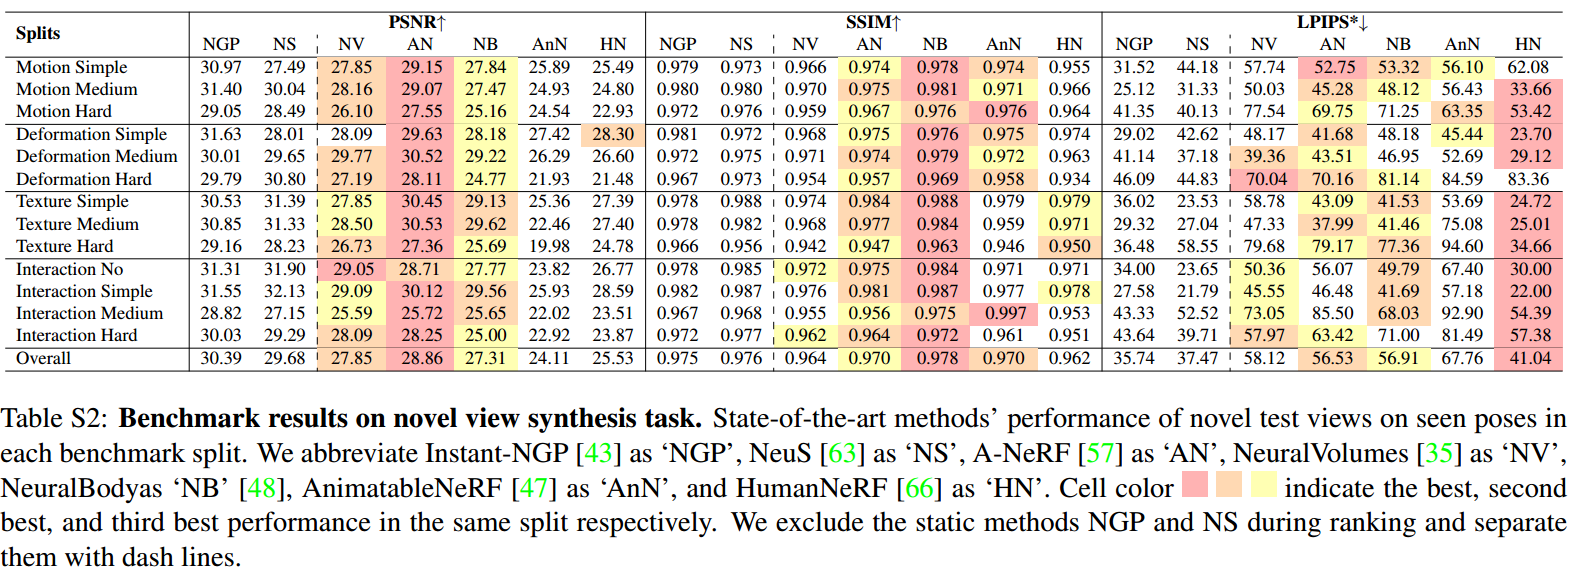 Splits PSNR↑ SSIM↑ LPIPS*↓
NGP NS NV AN NB AnN HN NGP NS NV AN NB AnN HN NGP NS NV AN NB AnN HN
Motion Simple 30.97 27.49 27.85 29.15 27.84 25.89 25.49 0.979 0.973 0.966 0.974 0.978 0.974 0.955 31.52 44.18 57.74 52.75 53.32 56.10 62.08
Motion Medium 31.40 30.04 28.16 29.07 27.47 24.93 24.80 0.980 0.980 0.970 0.975 0.981 0.971 0.966 25.12 31.33 50.03 45.28 48.12 56.43 33.66
Motion Hard 29.05 28.49 26.10 27.55 25.16 24.54 22.93 0.972 0.970 0.959 0.967 0.976 0.976 0.964 41.35 40.13 77.54 69.75 71.25 63.35 53.42
Deformation Simple 31.63 28.01 28.09 29.63 28.18 27.42 28.30 0.981 0.972 0.968 0.975 0.976 0.975 0.974 29.02 42.62 48.17 41.68 48.18 45.44 23.70
Deformation Medium 30.01 29.65 29.77 30.52 29.22 26.29 26.60 0.972 0.975 0.971 0.974 0.979 0.972 0.963 41.14 37.18 39.36 43.51 46.95 52.69 29.12
Deformation Hard 29.79 30.80 27.19 28.11 24.77 21.93 21.48 0.967 0.973 0.954 0.957 0.969 0.958 0.934 46.09 44.83 70.04 70.16 81.14 84.59 83.36
Texture Simple 30.53 31.39 27.85 30.45 29.13 25.36 27.39 0.978 0.988 0.974 0.984 0.988 0.979 0.979 36.02 23.53 58.78 43.09 41.53 53.69 24.72
Texture Medium 30.85 31.33 28.50 30.53 29.62 22.46 27.40 0.978 0.982 0.968 0.977 0.984 0.959 0.971 29.32 27.04 47.33 37.99 41.46 75.08 25.01
Texture Hard 29.16 28.23 26.73 27.36 25.69 19.98 24.78 0.966 0.956 0.942 0.947 0.963 0.946 0.950 36.48 58.55 79.68 79.17 77.36 94.60 34.66
Interaction No 31.31 31.90 29.05 28.71 27.77 23.82 26.77 0.978 0.985 0.972 0.975 0.984 0.971 0.971 34.00 23.65 50.36 56.07 49.79 67.40 30.00
Interaction Simple 31.55 32.13 29.09 30.12 29.56 25.93 28.59 0.982 0.987 0.976 0.981 0.987 0.977 0.978 27.58 21.79 45.55 46.48 41.69 57.18 22.00
Interaction Medium 28.82 27.15 25.59 25.72 25.65 22.02 23.51 0.967 0.968 0.955 0.956 0.975 0.997 0.953 43.33 52.52 73.05 85.50 68.03 92.90 54.39
Interaction Hard 30.03 29.29 28.09 28.25 25.00 22.92 23.87 0.972 0.977 0.962 0.964 0.972 0.961 0.951 43.64 39.71 57.97 63.42 71.00 81.49 57.38
Overall 30.39 29.68 27.85 28.86 27.31 24.11 25.53 0.975 0.976 0.964 0.970 0.978 0.970 0.962 35.74 37.47 58.12 56.53 56.91 67.76 41.04
Table S2: Benchmark results on novel view synthesis task. State-of-the-art methods’ performance of novel test views on seen poses in
each benchmark split. We abbreviate Instant-NGP [43] as ‘NGP’, NeuS [63] as ‘NS’, A-NeRF [57] as ‘AN’, NeuralVolumes [35] as ‘NV’,
NeuralBodyas ‘NB’ [48], AnimatableNeRF [47] as ‘AnN’, and HumanNeRF [66] as ‘HN’. Cell color indicate the best, second
best, and third best performance in the same split respectively. We exclude the static methods NGP and NS during ranking and separate
them with dash lines.